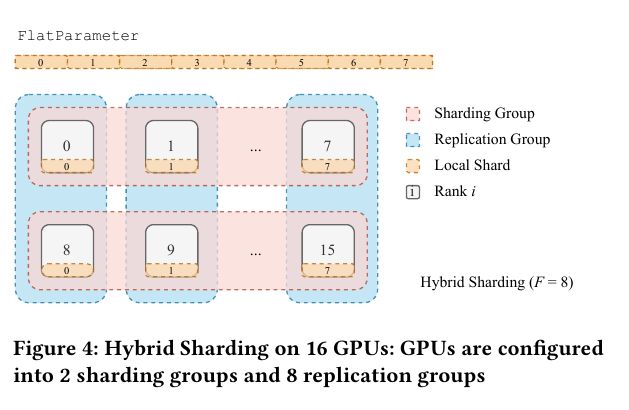 FlatParameter
0 1 2 3 4 5 6 7
0 1 ... 7
0 1 7
8 9 ... 15
0 1 7
Sharding Group
Replication Group
Local Shard
1 Rank i
Hybrid Sharding (F = 8)
Figure 4: Hybrid Sharding on 16 GPUs: GPUs are configured
into 2 sharding groups and 8 replication groups